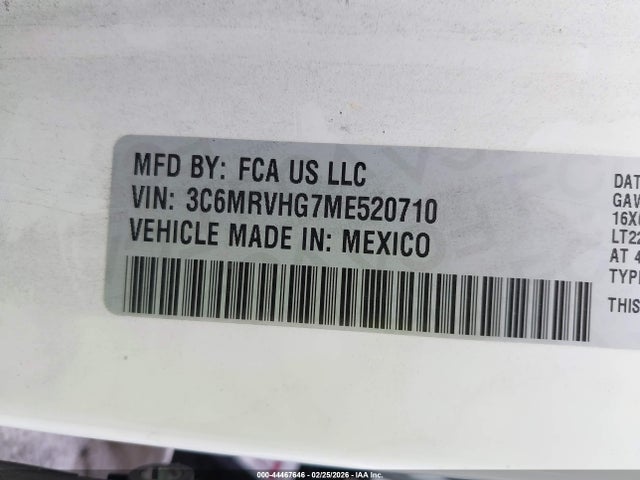 MFD BY: FCA US LLC
VIN: 3C6MRVHG7ME520710
VEHICLE MADE IN: MEXICO
DAT
GAV
16X
LT22
AT 4
TYP
THIS
000-44467646 - 02/25/2026 - IAA Inc.